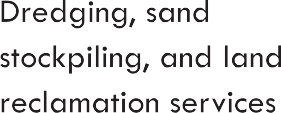 Dredging, sand
stockpiling, and land
reclamation services